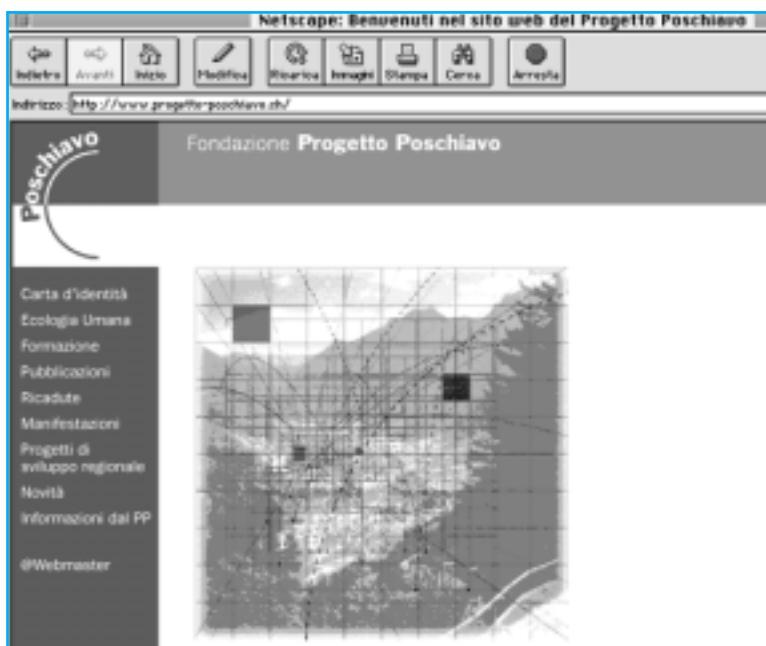 Netscape: Benvenuti nel sito web del Progetto Poschiavo
Indietro Avanti Inizio Modifica Ricarica Immagini Stampa Cerca Arresta
Indirizzo: http://www.progetto-poschiavo.ch/
Poschiavo
Fondazione Progetto Poschiavo
Carta d'identità
Ecologia Umana
Formazione
Pubblicazioni
Ricadute
Manifestazioni
Progetti di
sviluppo regionale
Novità
Informazioni dal PP
@Webmaster